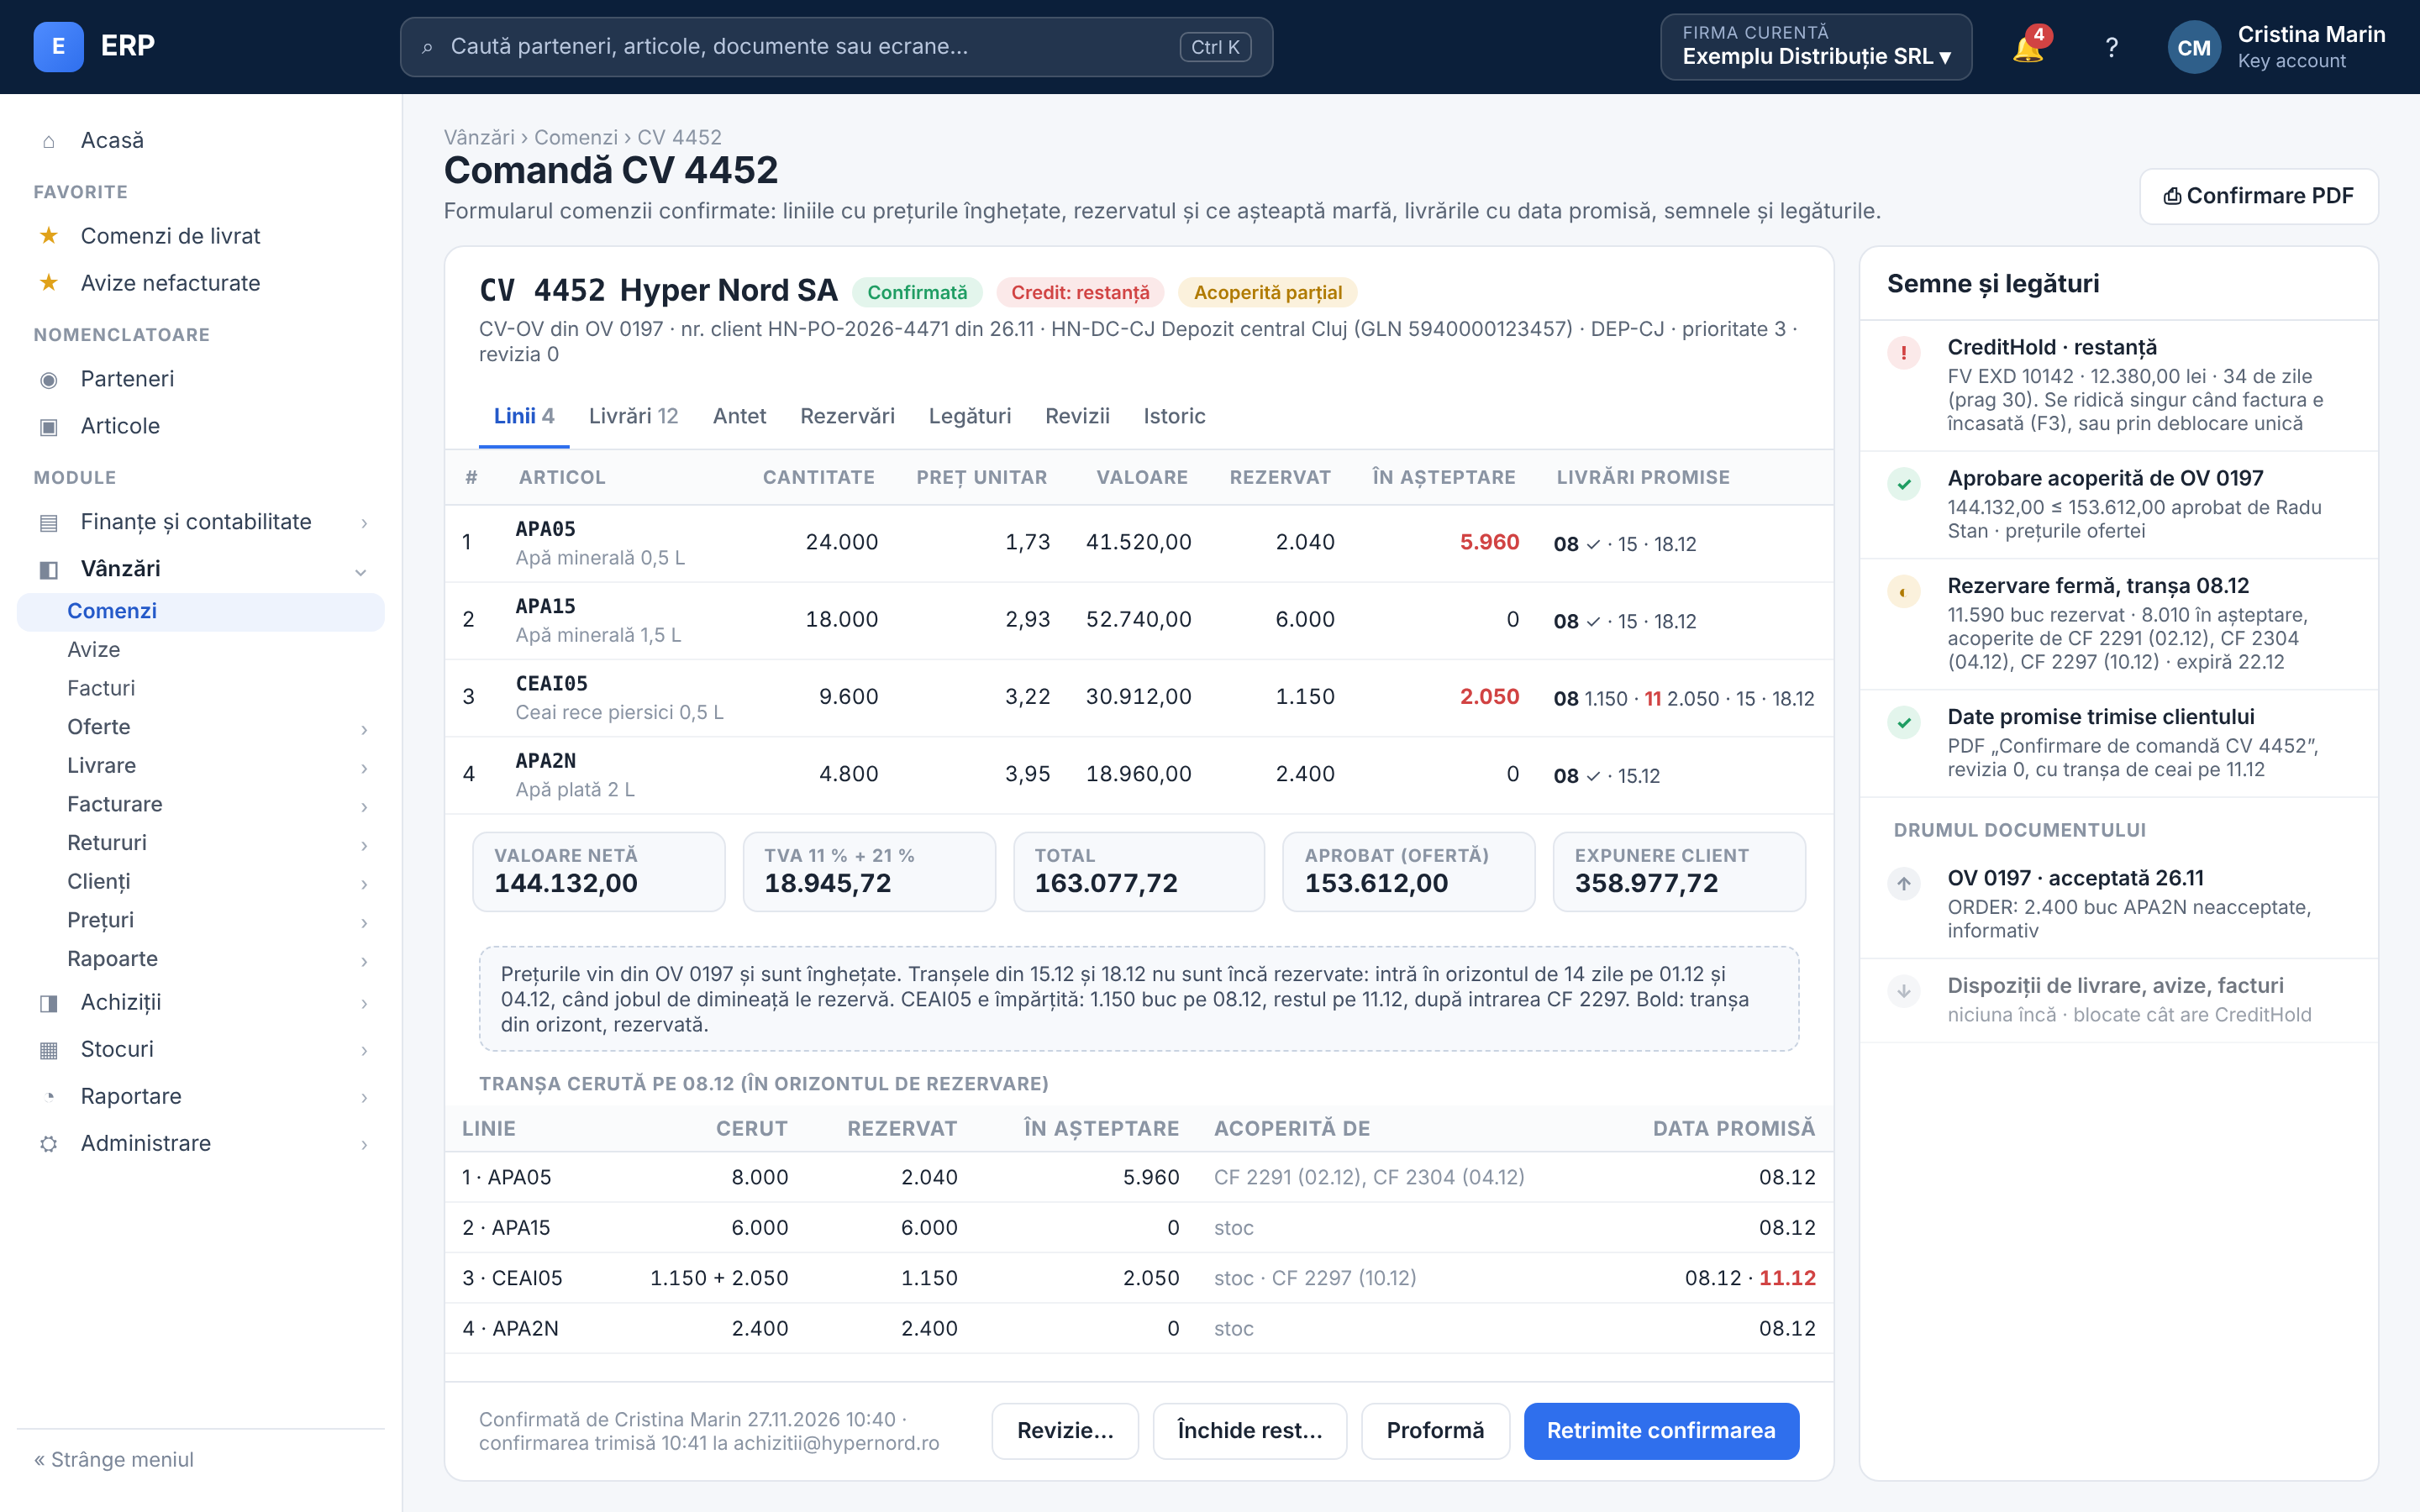 E ERP
Caută parteneri, articole, documente sau ecrane... Ctrl K
FIRMA CURENTĂ
Exemplu Distribuție SRL ▾
4
?
CM
Cristina Marin
Key account
Acasă
FAVORITE
★ Comenzi de livrat
★ Avize nefacturate
NOMENCLATOARE
Parteneri
Articole
MODULE
Finanțe și contabilitate ›
Vânzări
Comenzi
Avize
Facturi
Oferte ›
Livrare ›
Facturare ›
Retururi ›
Clienți ›
Prețuri ›
Rapoarte ›
Achiziții ›
Stocuri ›
Raportare ›
Administrare ›
« Strânge meniul
Vânzări › Comenzi › CV 4452
Comandă CV 4452
Formularul comenzii confirmate: liniile cu prețurile înghețate, rezervatul și ce așteaptă marfă, livrările cu data promisă, semnele și legăturile.
Confirmare PDF
CV 4452 Hyper Nord SA Confirmată Credit: restanță Acoperită parțial
CV-OV din OV 0197 · nr. client HN-PO-2026-4471 din 26.11 · HN-DC-CJ Depozit central Cluj (GLN 5940000123457) · DEP-CJ · prioritate 3 ·
revizia 0
Linii 4 Livrări 12 Antet Rezervări Legături Revizii Istoric
# ARTICOL CANTITATE PREȚ UNITAR VALOARE REZERVAT ÎN AȘTEPTARE LIVRĂRI PROMISE
1 APA05 24.000 1,73 41.520,00 2.040 5.960 08 ✓ · 15 · 18.12
Apă minerală 0,5 L
2 APA15 18.000 2,93 52.740,00 6.000 0 08 ✓ · 15 · 18.12
Apă minerală 1,5 L
3 CEAI05 9.600 3,22 30.912,00 1.150 2.050 08 1.150 · 11 2.050 · 15 · 18.12
Ceai rece piersici 0,5 L
4 APA2N 4.800 3,95 18.960,00 2.400 0 08 ✓ · 15.12
Apă plată 2 L
VALOARE NETĂ
144.132,00
TVA 11 % + 21 %
18.945,72
TOTAL
163.077,72
APROBAT (OFERTĂ)
153.612,00
EXPUNERE CLIENT
358.977,72
Prețurile vin din OV 0197 și sunt înghețate. Tranșele din 15.12 și 18.12 nu sunt încă rezervate: intră în orizontul de 14 zile pe 01.12 și
04.12, când jobul de dimineață le rezervă. CEAI05 e împărțită: 1.150 buc pe 08.12, restul pe 11.12, după intrarea CF 2297. Bold: tranșa
din orizont, rezervată.
TRANȘA CERUTĂ PE 08.12 (ÎN ORIZONTUL DE REZERVARE)
LINIE CERUT REZERVAT ÎN AȘTEPTARE ACOPERITĂ DE DATA PROMISĂ
1 · APA05 8.000 2.040 5.960 CF 2291 (02.12), CF 2304 (04.12) 08.12
2 · APA15 6.000 6.000 0 stoc 08.12
3 · CEAI05 1.150 + 2.050 1.150 2.050 stoc · CF 2297 (10.12) 08.12 · 11.12
4 · APA2N 2.400 2.400 0 stoc 08.12
Confirmată de Cristina Marin 27.11.2026 10:40 ·
confirmarea trimisă 10:41 la achizitii@hypernord.ro
Revizie... Închide rest... Proformă Retrimite confirmarea
Semne și legături
! CreditHold · restanță
FV EXD 10142 · 12.380,00 lei · 34 de zile
(prag 30). Se ridică singur când factura e
încasată (F3), sau prin deblocare unică
✓ Aprobare acoperită de OV 0197
144.132,00 ≤ 153.612,00 aprobat de Radu
Stan · prețurile ofertei
Rezervare fermă, tranșa 08.12
11.590 buc rezervat · 8.010 în așteptare,
acoperite de CF 2291 (02.12), CF 2304
(04.12), CF 2297 (10.12) · expiră 22.12
✓ Date promise trimise clientului
PDF „Confirmare de comandă CV 4452”,
revizia 0, cu tranșa de ceai pe 11.12
DRUMUL DOCUMENTULUI
↑ OV 0197 · acceptată 26.11
ORDER: 2.400 buc APA2N neacceptate,
informativ
↓ Dispoziții de livrare, avize, facturi
niciuna încă · blocate cât are CreditHold